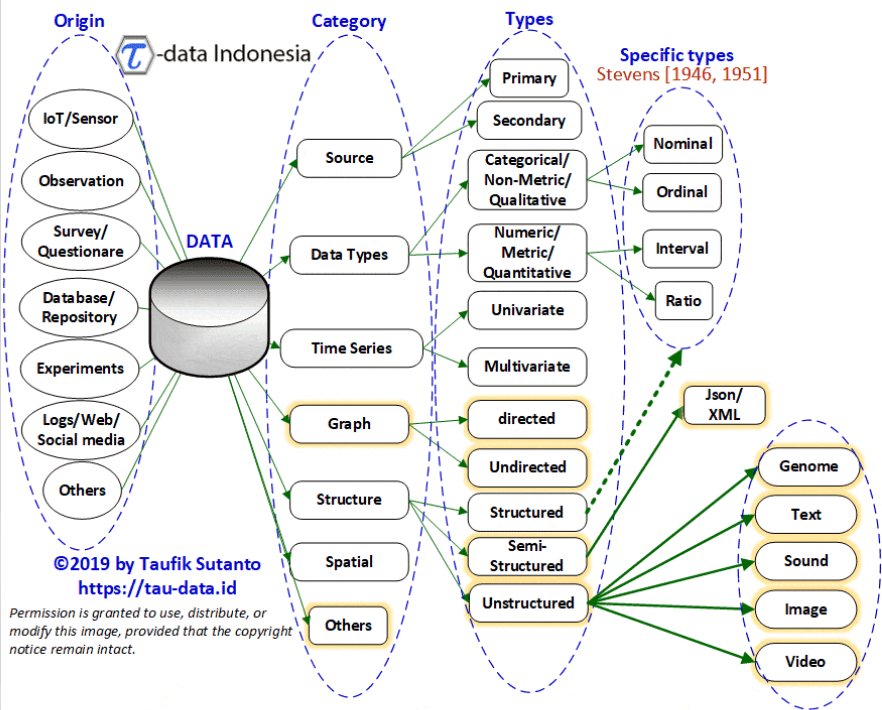 Origin
Category
Types
Specific types
Stevens [1946, 1951]
τ-data Indonesia
IoT/Sensor
Observation
Survey/
Questionare
Database/
Repository
Experiments
Logs/Web/
Social media
Others
DATA
Source
Data Types
Time Series
Graph
Structure
Spatial
Others
Primary
Secondary
Categorical/
Non-Metric/
Qualitative
Numeric/
Metric/
Quantitative
Univariate
Multivariate
directed
Undirected
Structured
Semi-
Structured
Unstructured
Nominal
Ordinal
Interval
Ratio
Json/
XML
Genome
Text
Sound
Image
Video
©2019 by Taufik Sutanto
https://tau-data.id
Permission is granted to use, distribute, or
modify this image, provided that the copyright
notice remain intact.